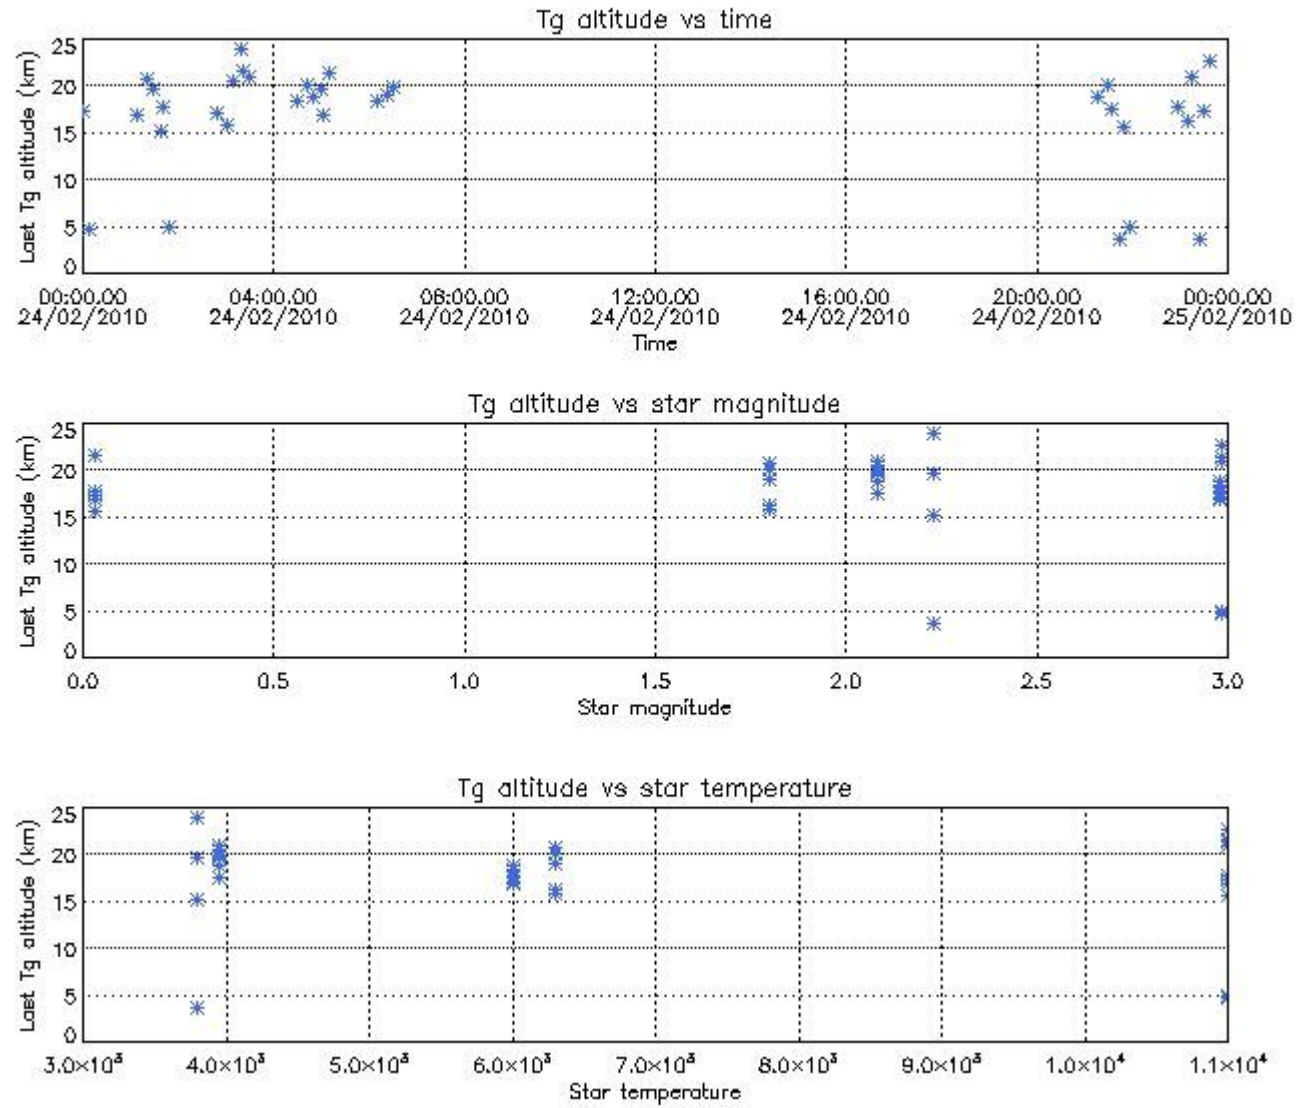 Tg altitude vs time
Last Tg altitude (km)
25
20
15
10
5
0
00:00.00 04:00.00 08:00.00 12:00.00 16:00.00 20:00.00 00:00.00
24/02/2010 24/02/2010 24/02/2010 24/02/2010 24/02/2010 24/02/2010 25/02/2010
Time
Tg altitude vs star magnitude
Last Tg altitude (km)
25
20
15
10
5
0
0.0 0.5 1.0 1.5 2.0 2.5 3.0
Star magnitude
Tg altitude vs star temperature
Last Tg altitude (km)
25
20
15
10
5
0
3.0×10³ 4.0×10³ 5.0×10³ 6.0×10³ 7.0×10³ 8.0×10³ 9.0×10³ 1.0×10⁴ 1.1×10⁴
Star temperature